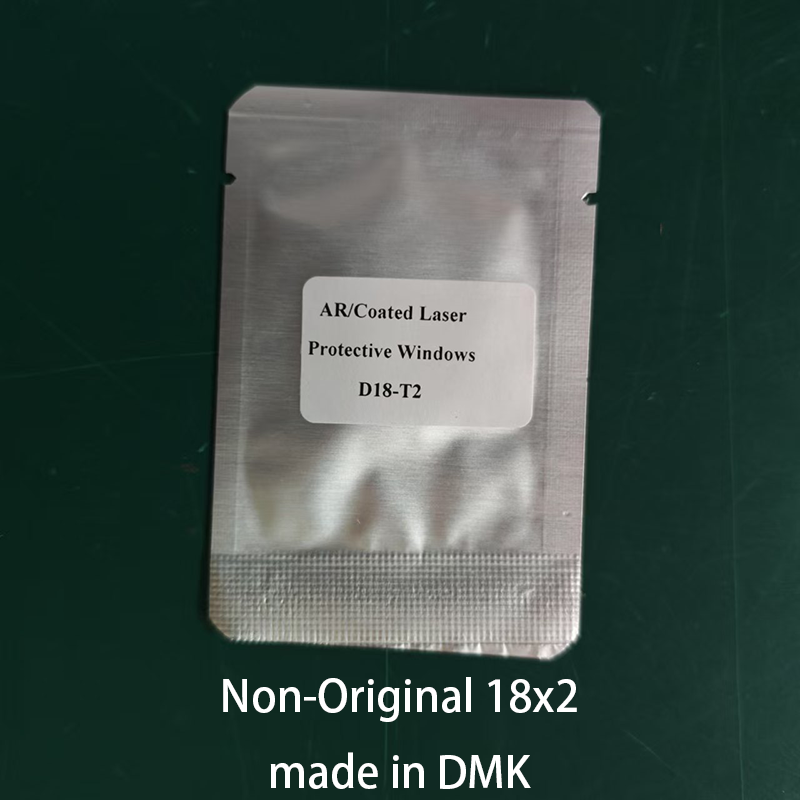 AR/Coated Laser
Protective Windows
D18-T2
Non-Original 18x2
made in DMK